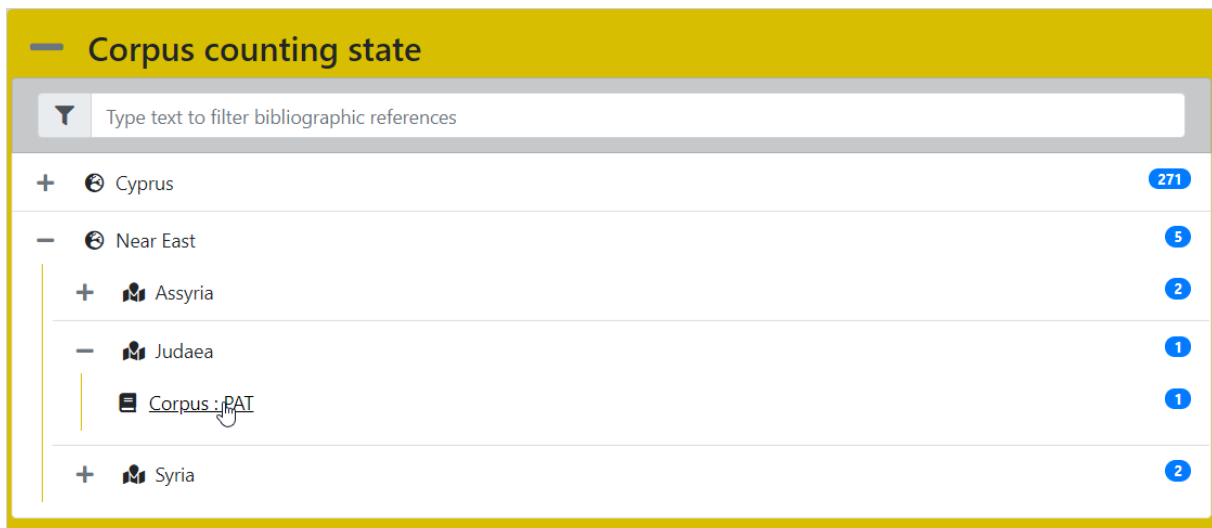 Corpus counting state
Type text to filter bibliographic references
Cyprus 271
Near East 5
Assyria 2
Judaea 1
Corpus : PAT 1
Syria 2